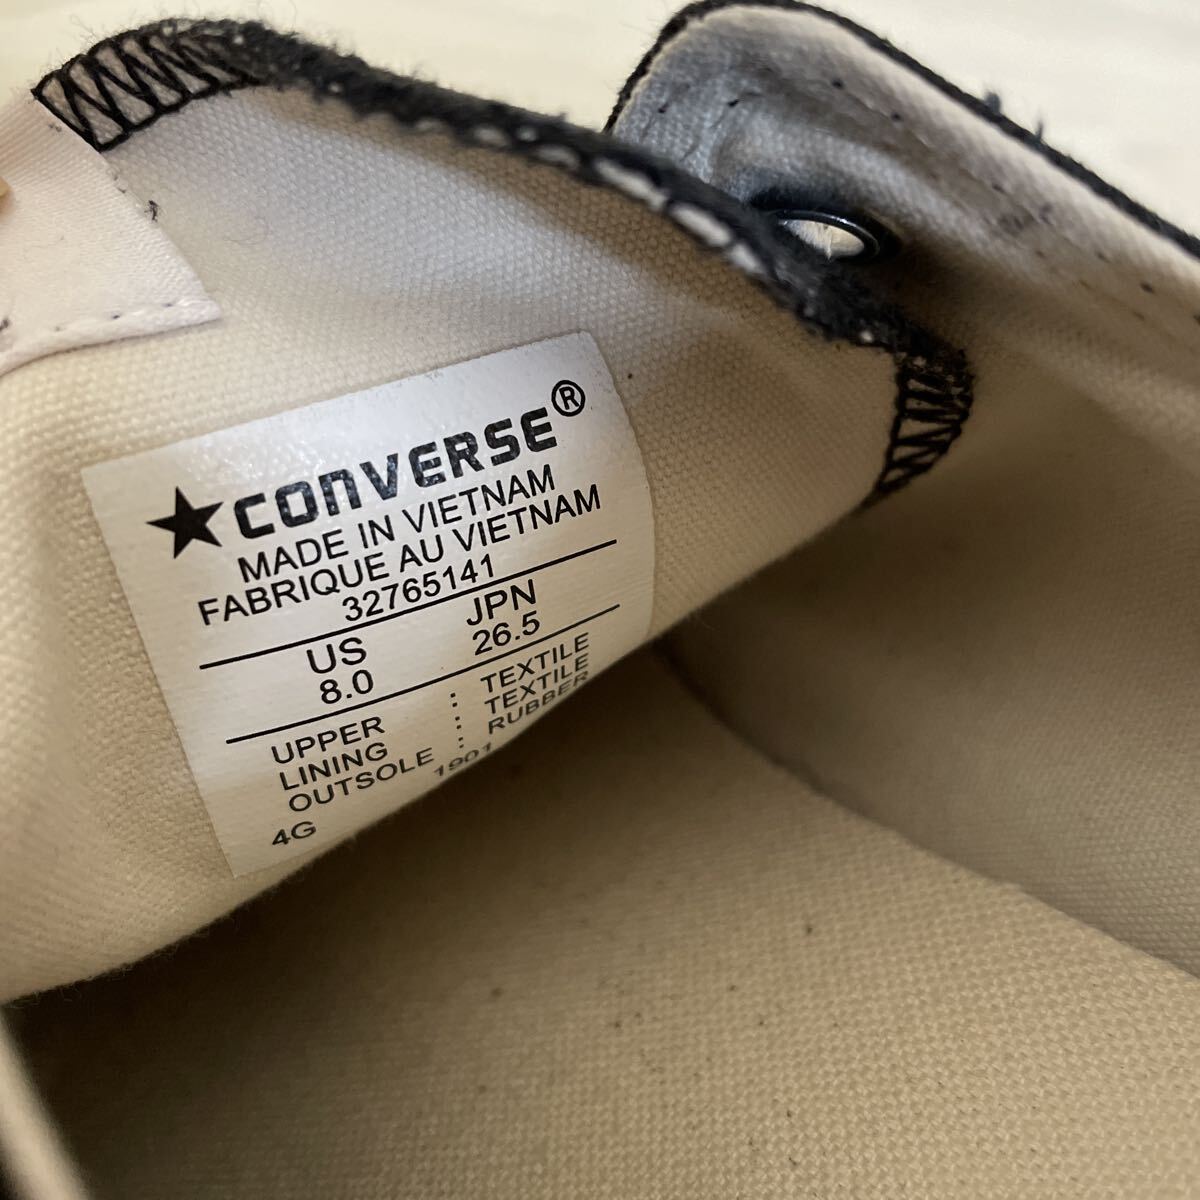 ★CONVERSE®
MADE IN VIETNAM
FABRIQUE AU VIETNAM
32765141
US JPN
8.0 26.5
UPPER : TEXTILE
LINING : TEXTILE
OUTSOLE : RUBBER
4G 1901